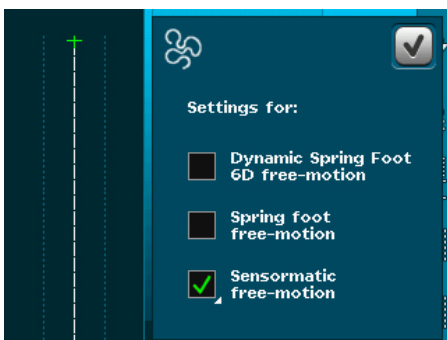 Settings for:
Dynamic Spring Foot
6D free-motion
Spring foot
free-motion
Sensormatic
free-motion